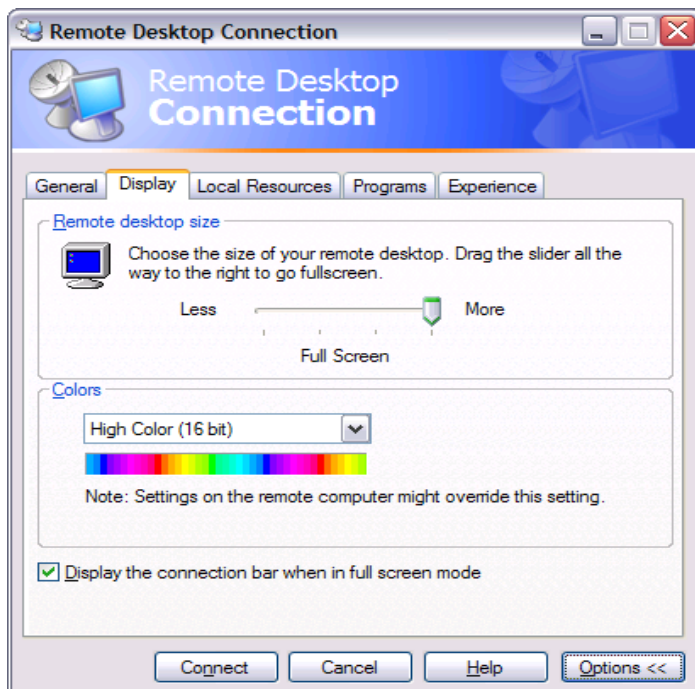 Remote Desktop Connection
Remote Desktop
Connection
General Display Local Resources Programs Experience
Remote desktop size
Choose the size of your remote desktop. Drag the slider all the
way to the right to go fullscreen.
Less More
Full Screen
Colors
High Color (16 bit)
Note: Settings on the remote computer might override this setting.
Display the connection bar when in full screen mode
Connect Cancel Help Options <<